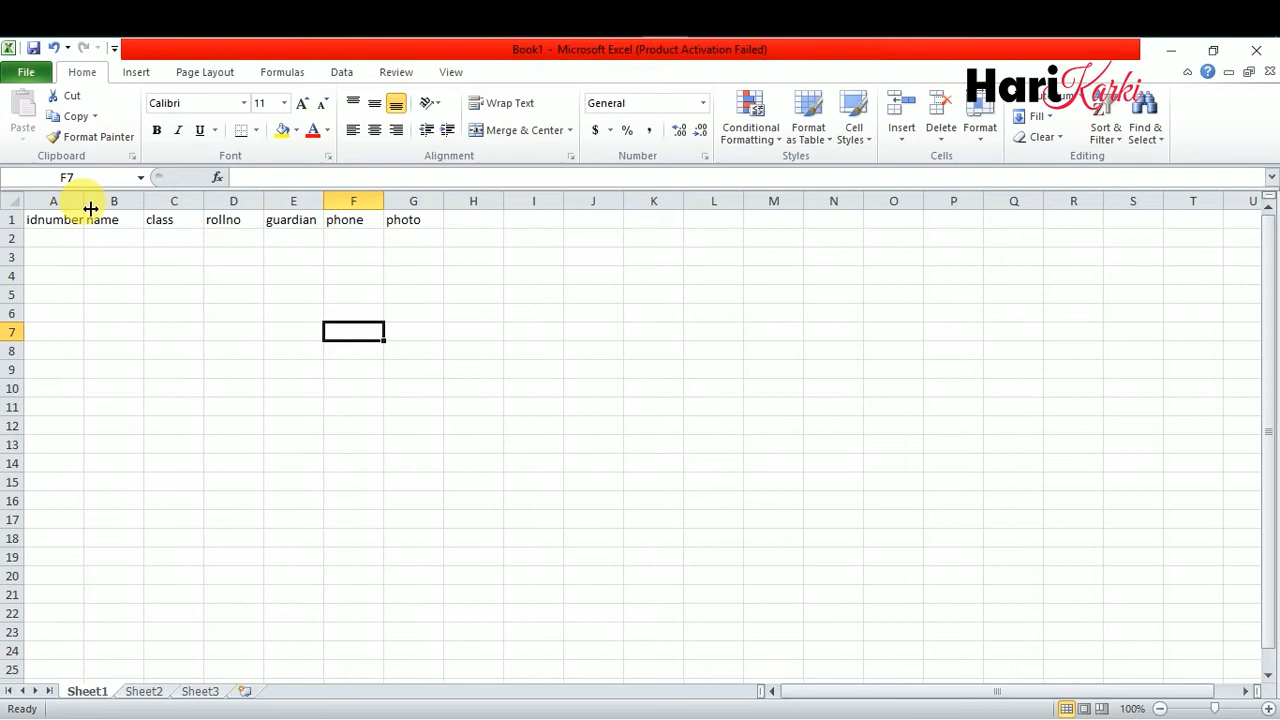 Book1 - Microsoft Excel (Product Activation Failed)
File Home Insert Page Layout Formulas Data Review View
Hari Karki
Cut
Copy
Format Painter
Paste
Clipboard
Calibri 11
B I U A
Font
Wrap Text
Merge & Center
Alignment
General
$ % ,
Number
Conditional Formatting
Format as Table
Cell Styles
Styles
Insert Delete Format
Cells
Fill
Clear
Sort & Filter
Find & Select
Editing
F7 fx
A B C D E F G H I J K L M N O P Q R S T U
1 idnumber name class rollno guardian phone photo
2
3
4
5
6
7
8
9
10
11
12
13
14
15
16
17
18
19
20
21
22
23
24
25
Sheet1 Sheet2 Sheet3
Ready 100%